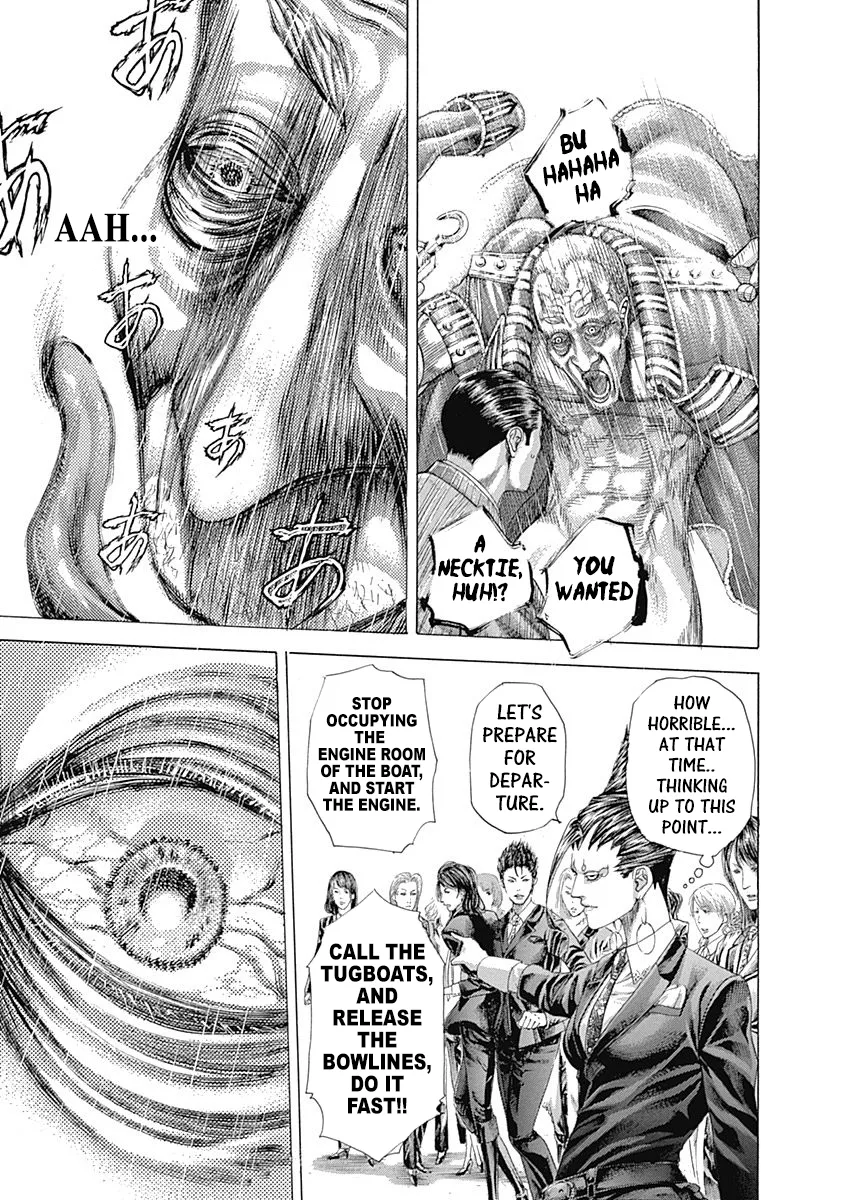 BU
HAHAHA
HA
YOU
WANTED
A
NECKTIE,
HUH!?
あ
あ
あ
AAH...
あ
あ
あ
あ
HOW
HORRIBLE...
AT THAT
TIME..
THINKING
UP TO THIS
POINT...
LET'S
PREPARE
FOR
DEPAR-
TURE.
STOP
OCCUPYING
THE
ENGINE ROOM
OF THE BOAT,
AND START
THE ENGINE.
CALL THE
TUGBOATS,
AND
RELEASE
THE
BOWLINES,
DO IT
FAST!!